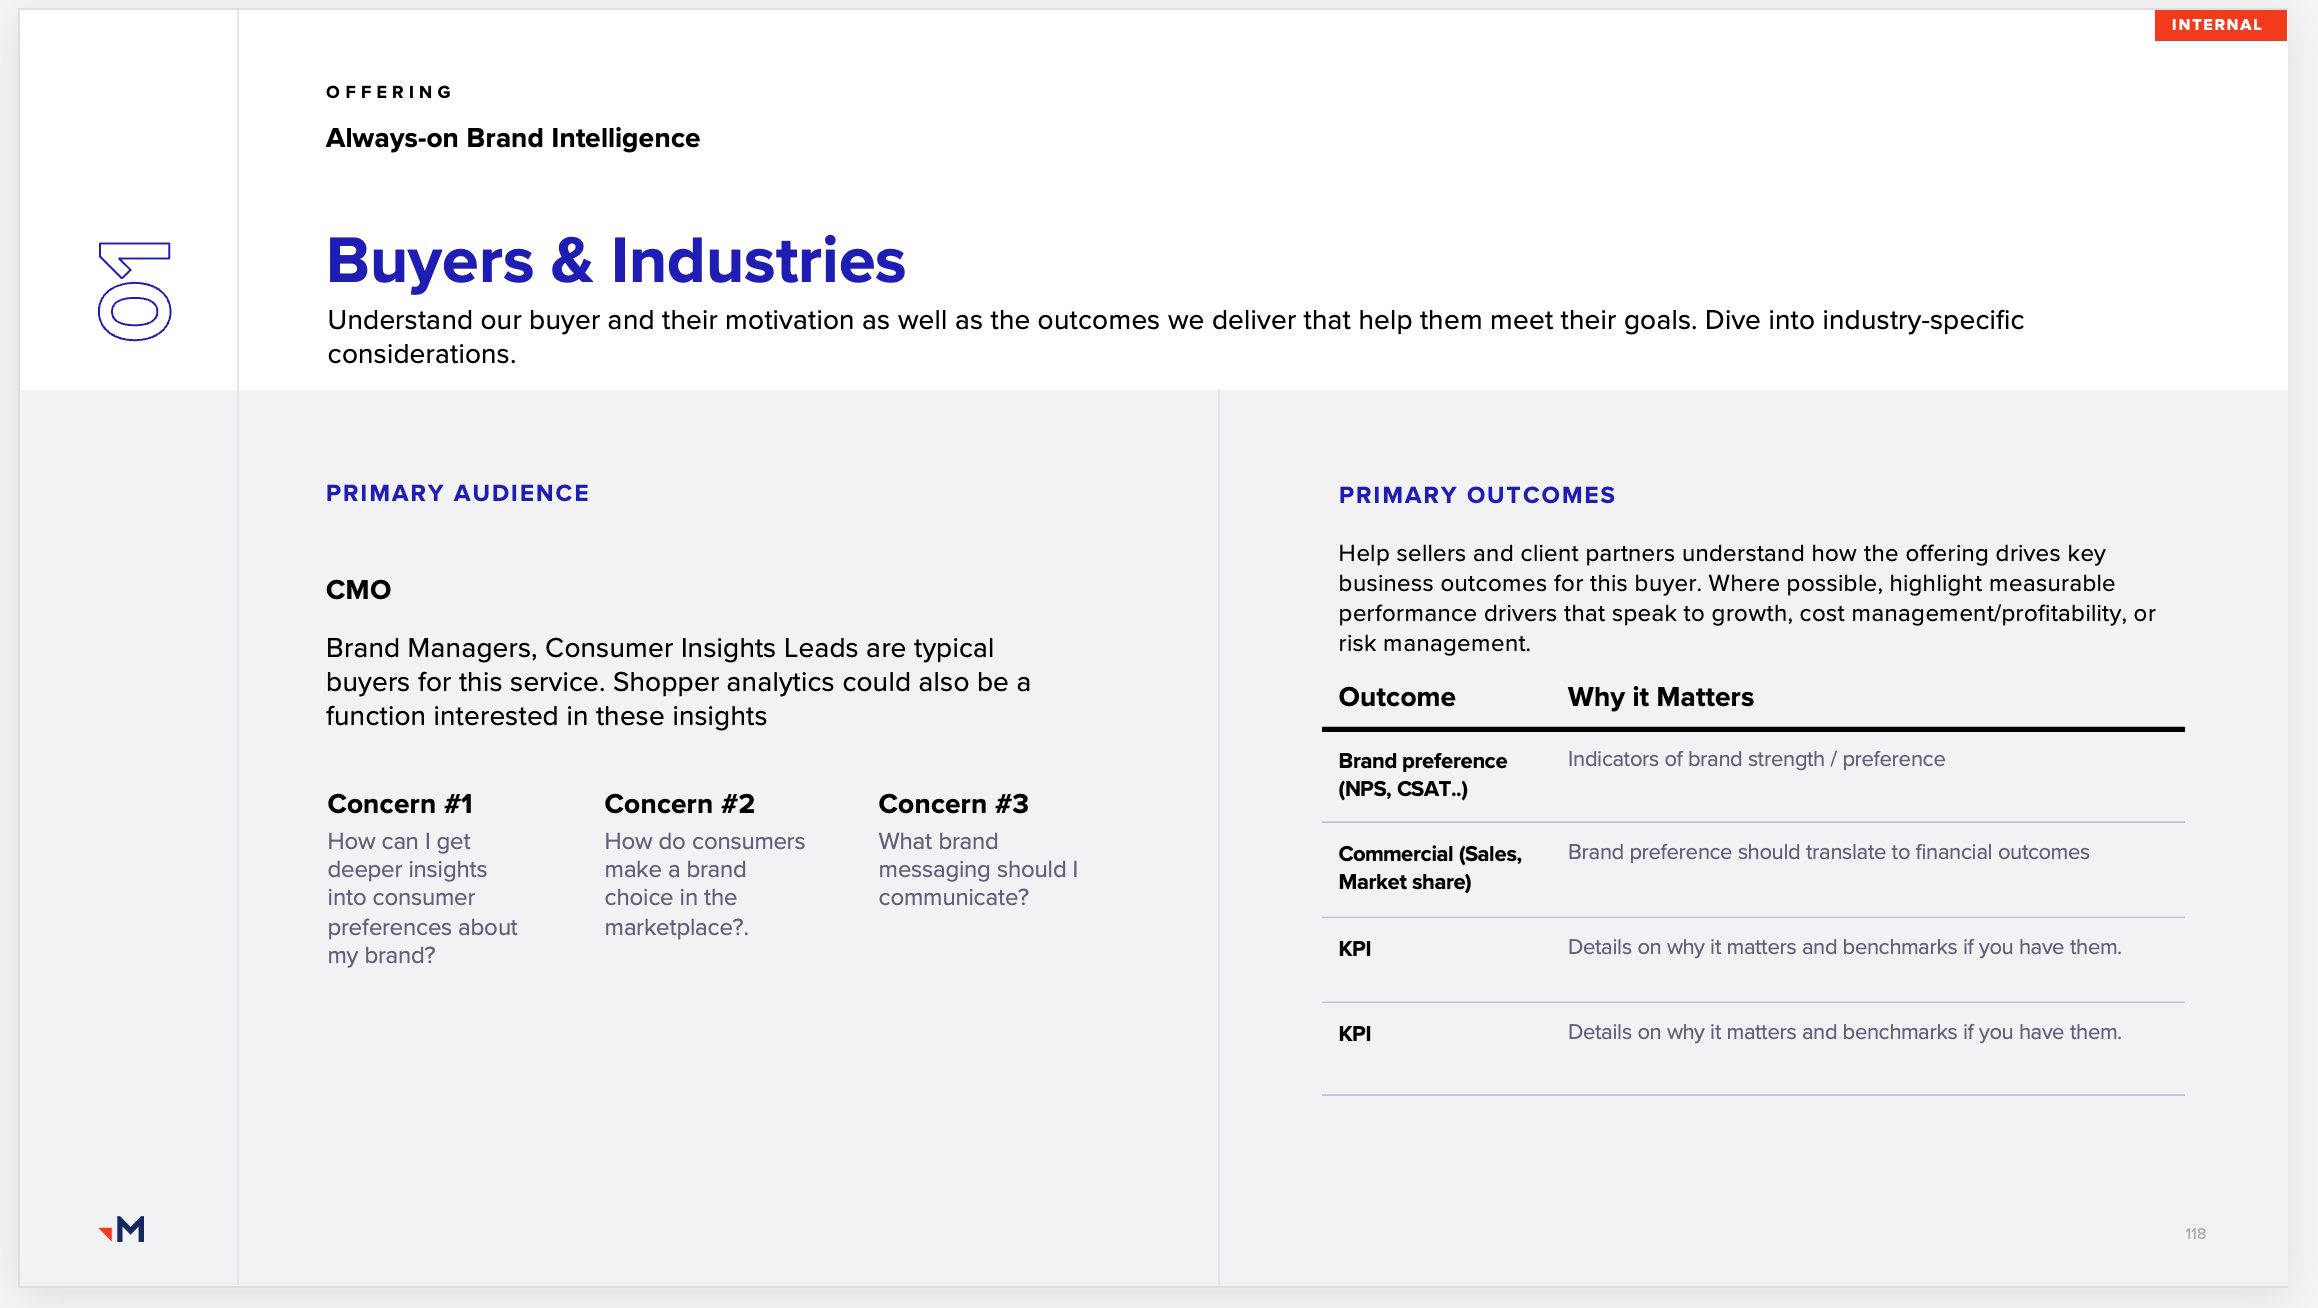 INTERNAL
OFFERING
Always-on Brand Intelligence
01
Buyers & Industries
Understand our buyer and their motivation as well as the outcomes we deliver that help them meet their goals. Dive into industry-specific
considerations.
PRIMARY AUDIENCE
CMO
Brand Managers, Consumer Insights Leads are typical
buyers for this service. Shopper analytics could also be a
function interested in these insights
Concern #1
How can I get
deeper insights
into consumer
preferences about
my brand?
Concern #2
How do consumers
make a brand
choice in the
marketplace?.
Concern #3
What brand
messaging should I
communicate?
PRIMARY OUTCOMES
Help sellers and client partners understand how the offering drives key
business outcomes for this buyer. Where possible, highlight measurable
performance drivers that speak to growth, cost management/profitability, or
risk management.
Outcome Why it Matters
Brand preference Indicators of brand strength / preference
(NPS, CSAT..)
Commercial (Sales, Brand preference should translate to financial outcomes
Market share)
KPI Details on why it matters and benchmarks if you have them.
KPI Details on why it matters and benchmarks if you have them.
M
118